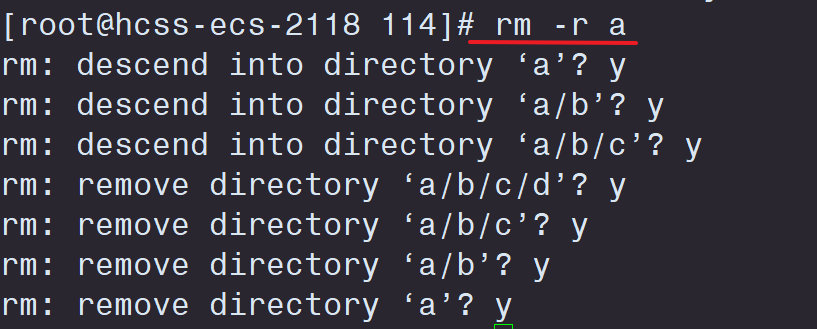 [root@hcss-ecs-2118 114]# rm -r a
rm: descend into directory ‘a’? y
rm: descend into directory ‘a/b’? y
rm: descend into directory ‘a/b/c’? y
rm: remove directory ‘a/b/c/d’? y
rm: remove directory ‘a/b/c’? y
rm: remove directory ‘a/b’? y
rm: remove directory ‘a’? y